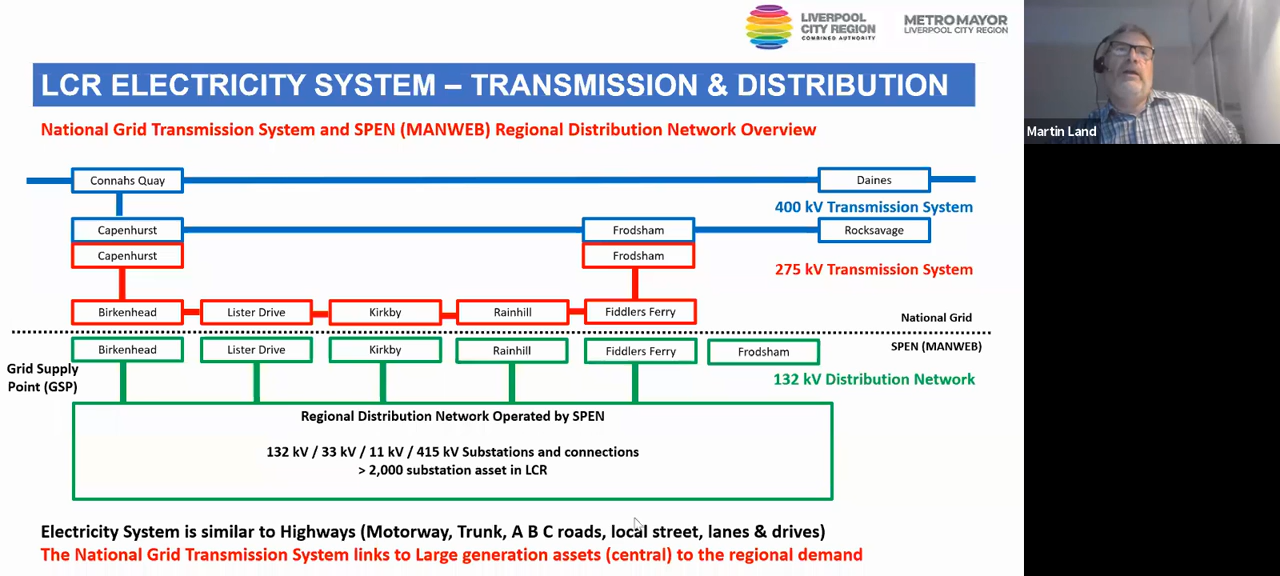 LIVERPOOL
CITY REGION
COMBINED AUTHORITY
METROMAYOR
LIVERPOOL CITY REGION
Martin Land
LCR ELECTRICITY SYSTEM – TRANSMISSION & DISTRIBUTION
National Grid Transmission System and SPEN (MANWEB) Regional Distribution Network Overview
Connahs Quay
Daines
400 kV Transmission System
Capenhurst
Frodsham
Rocksavage
Capenhurst
Frodsham
275 kV Transmission System
Birkenhead
Lister Drive
Kirkby
Rainhill
Fiddlers Ferry
National Grid
SPEN (MANWEB)
Birkenhead
Lister Drive
Kirkby
Rainhill
Fiddlers Ferry
Frodsham
Grid Supply
Point (GSP)
132 kV Distribution Network
Regional Distribution Network Operated by SPEN
132 kV / 33 kV / 11 kV / 415 kV Substations and connections
> 2,000 substation asset in LCR
Electricity System is similar to Highways (Motorway, Trunk, A B C roads, local street, lanes & drives)
The National Grid Transmission System links to Large generation assets (central) to the regional demand